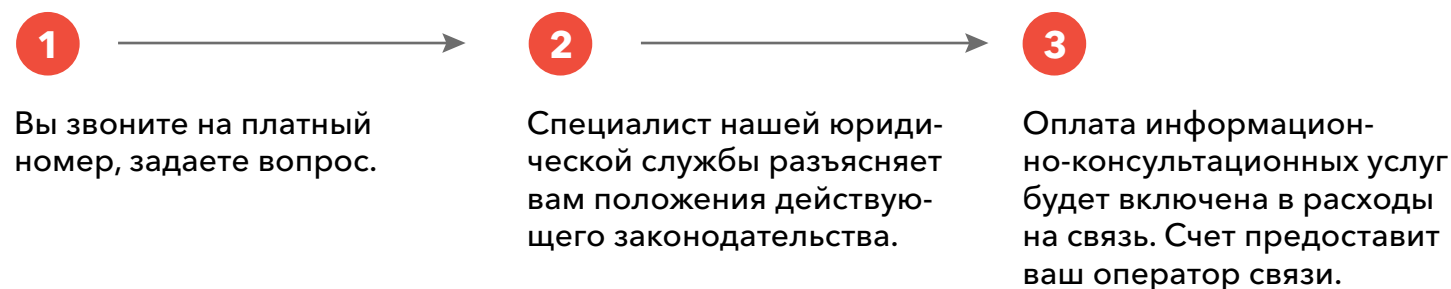 1
Вы звоните на платный
номер, задаете вопрос.
2
Специалист нашей юриди-
ческой службы разъясняет
вам положения действую-
щего законодательства.
3
Оплата информацион-
но-консультационных услуг
будет включена в расходы
на связь. Счет предоставит
ваш оператор связи.